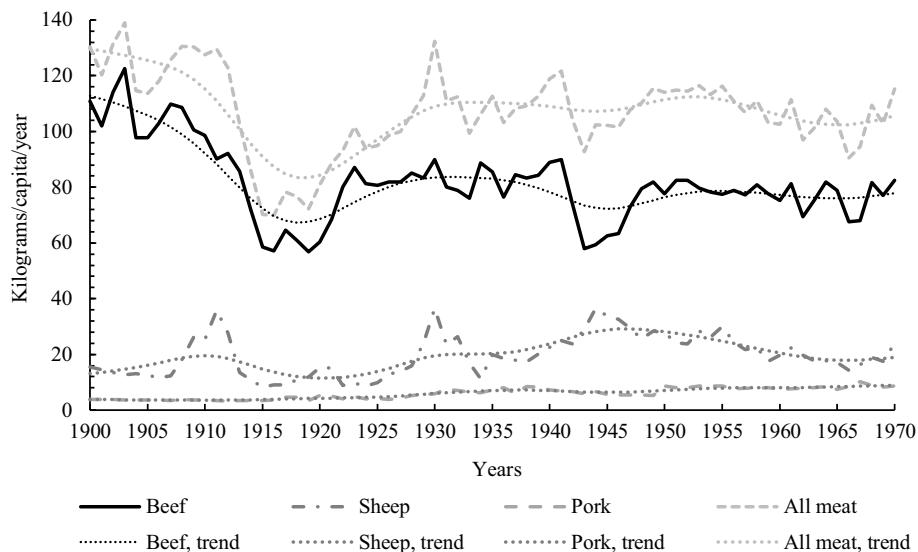 140
120
100
80
60
40
20
0
Kilograms/capita/year
1900 1905 1910 1915 1920 1925 1930 1935 1940 1945 1950 1955 1960 1965 1970
Years
Beef Sheep Pork All meat
Beef, trend Sheep, trend Pork, trend All meat, trend